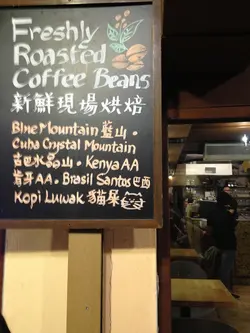 Freshly
Roasted
Coffee Beans
新鮮現場烘焙
Blue Mountain 藍山・
Cuba Crystal Mountain
古巴水晶山・Kenya AA
肯牙AA・Brasil Santos 巴西
Kopi Luwak 貓屎